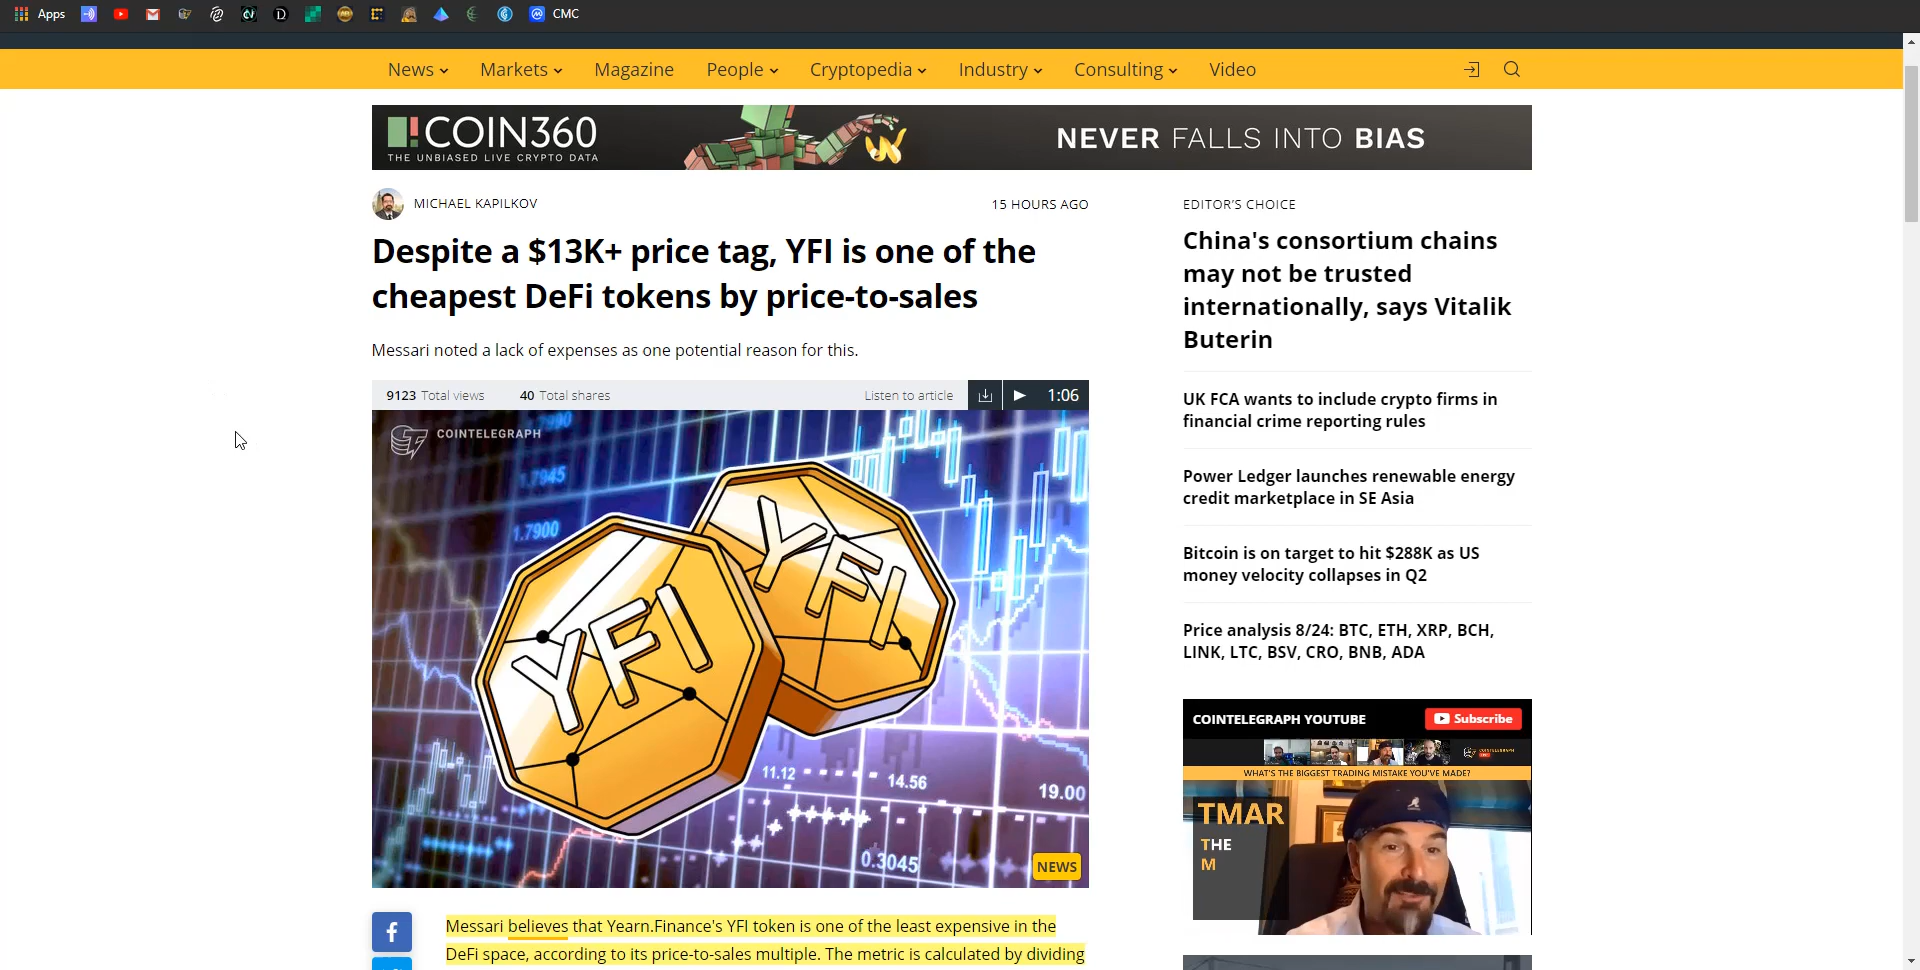 Apps
CMC
News Markets Magazine People Cryptopedia Industry Consulting Video
COIN360
THE UNBIASED LIVE CRYPTO DATA
NEVER FALLS INTO BIAS
MICHAEL KAPILKOV
15 HOURS AGO
Despite a $13K+ price tag, YFI is one of the
cheapest DeFi tokens by price-to-sales
Messari noted a lack of expenses as one potential reason for this.
9123 Total views 40 Total shares Listen to article 1:06
COINTELEGRAPH
1.7945
1.7900
YFI
YFI
11.12
14.56
19.00
0.3045
NEWS
Messari believes that Yearn.Finance's YFI token is one of the least expensive in the
DeFi space, according to its price-to-sales multiple. The metric is calculated by dividing
EDITOR'S CHOICE
China's consortium chains
may not be trusted
internationally, says Vitalik
Buterin
UK FCA wants to include crypto firms in
financial crime reporting rules
Power Ledger launches renewable energy
credit marketplace in SE Asia
Bitcoin is on target to hit $288K as US
money velocity collapses in Q2
Price analysis 8/24: BTC, ETH, XRP, BCH,
LINK, LTC, BSV, CRO, BNB, ADA
COINTELEGRAPH YOUTUBE
Subscribe
WHAT'S THE BIGGEST TRADING MISTAKE YOU'VE MADE?
TMAR
THE
M